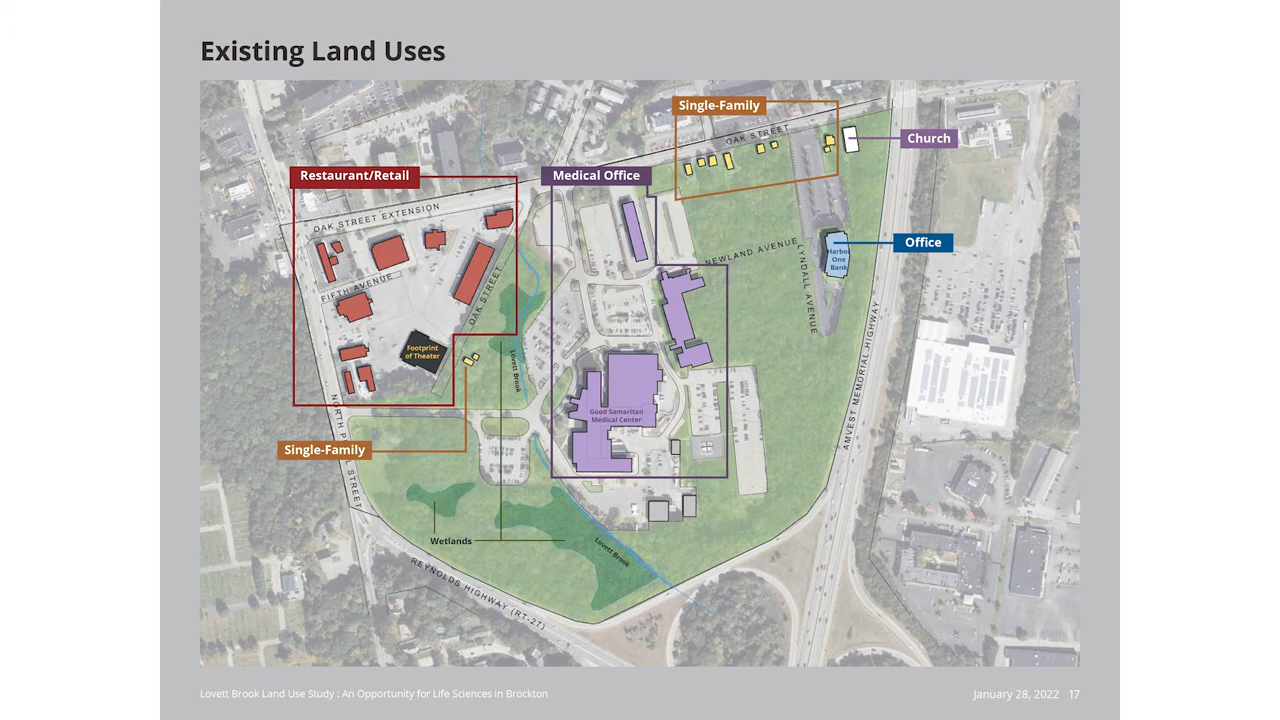 Existing Land Uses
Single-Family
OAK STREET
Church
Restaurant/Retail
Medical Office
OAK STREET EXTENSION
Office
Harbor
One
Bank
NEWLAND AVENUE
LYNDALL AVENUE
FIFTH AVENUE
OAK STREET
Footprint
of Theater
Lovett Brook
AMVEST MEMORIAL HIGHWAY
Good Samaritan
Medical Center
Single-Family
STREET
Wetlands
Lovett Brook
REYNOLDS HIGHWAY (RT-27)
Lovett Brook Land Use Study : An Opportunity for Life Sciences in Brockton
January 28, 2022 17